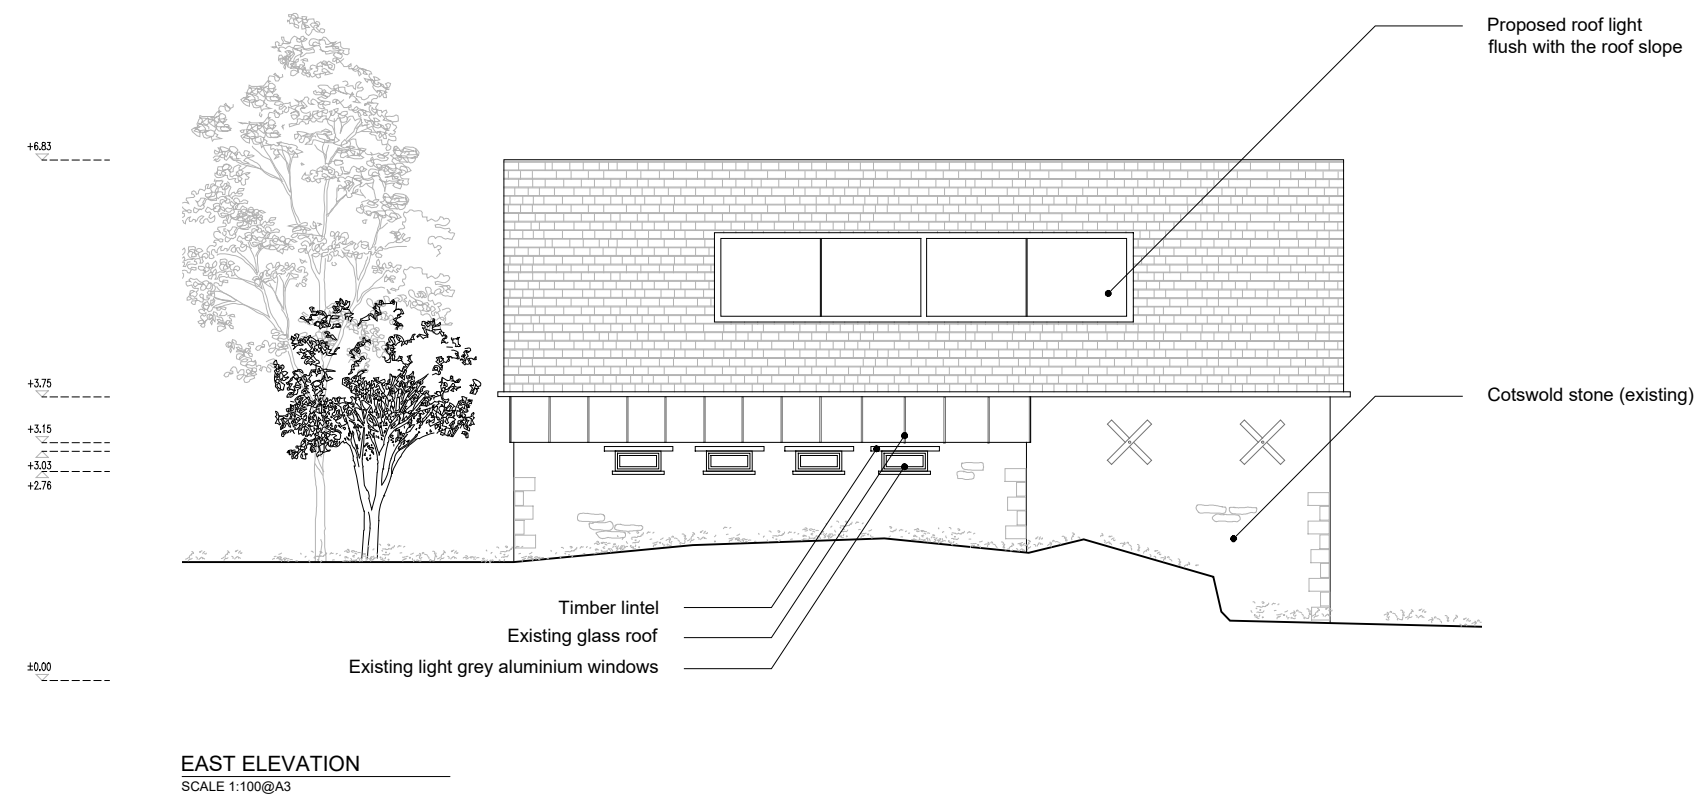 Proposed roof light
flush with the roof slope
+6.83
+3.75
Cotswold stone (existing)
+3.15
+3.03
+2.76
Timber lintel
Existing glass roof
Existing light grey aluminium windows
±0.00
EAST ELEVATION
SCALE 1:100@A3